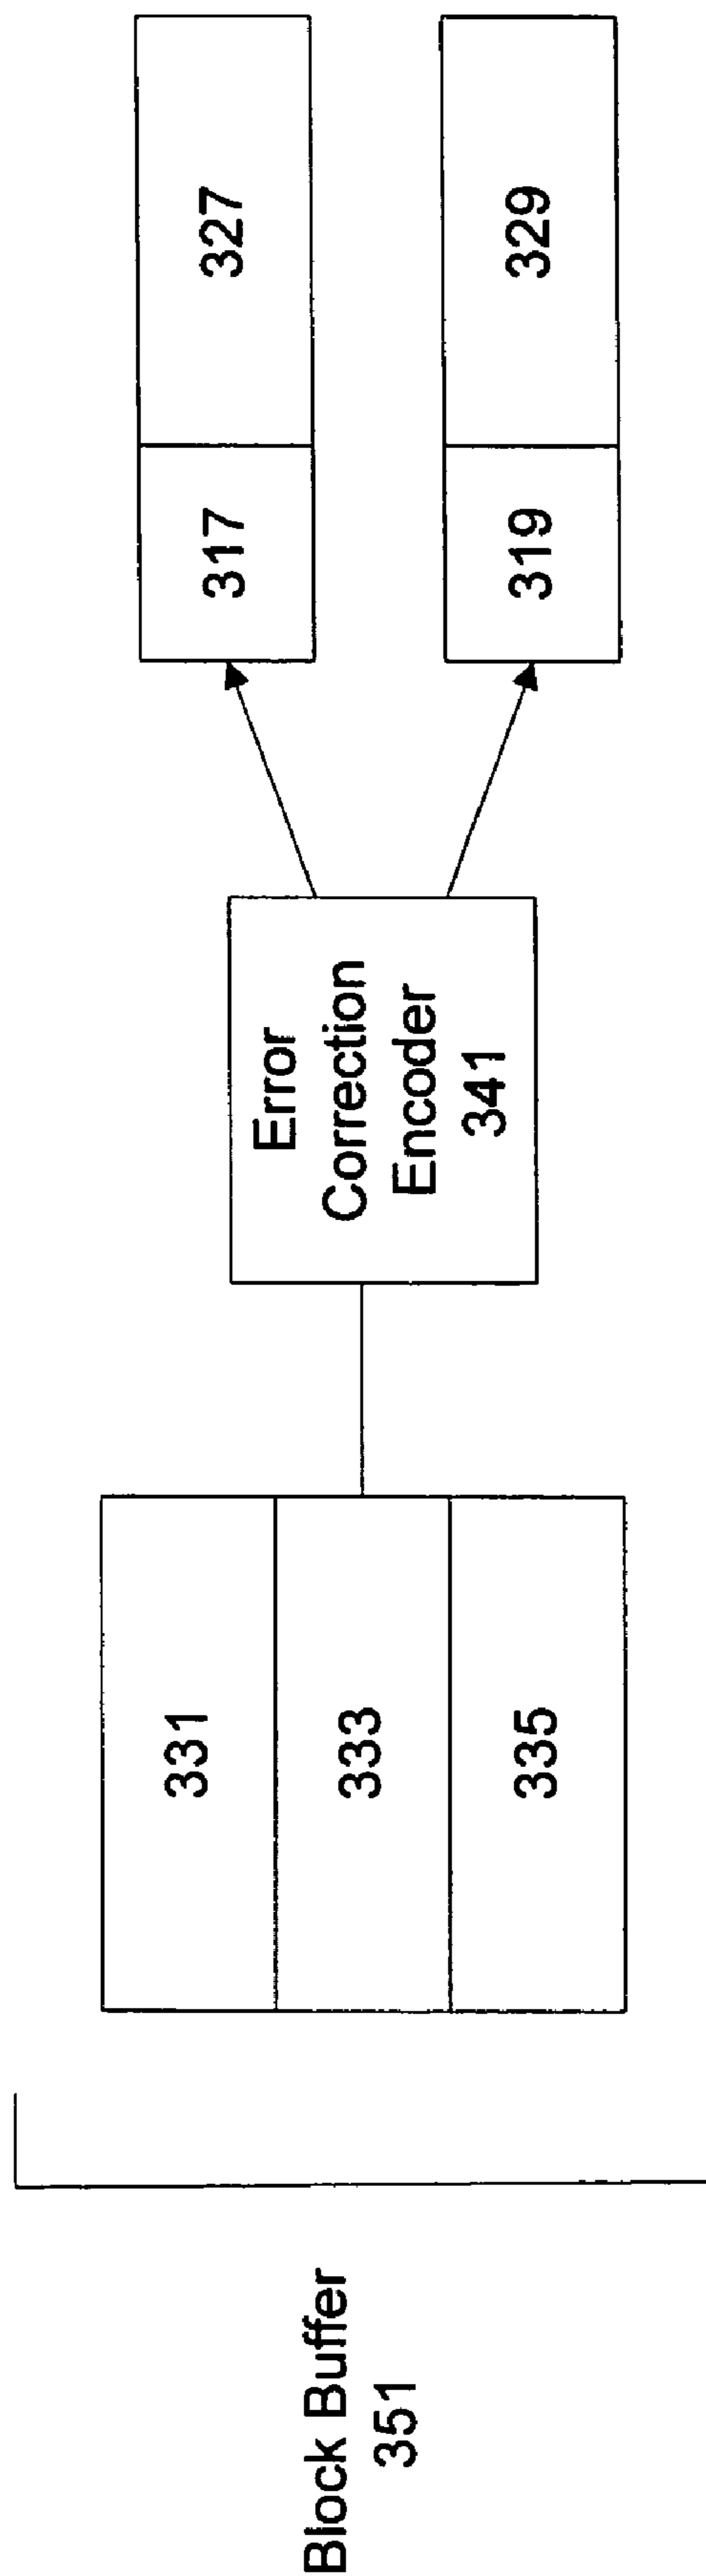 Block Buffer
351
331
333
335
Error
Correction
Encoder
341
317
327
319
329